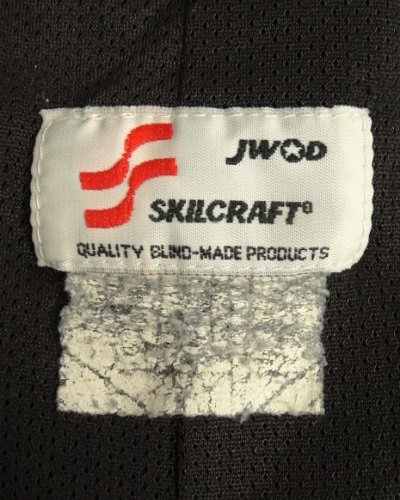 JWOD
SKILCRAFT®
QUALITY BLIND-MADE PRODUCTS